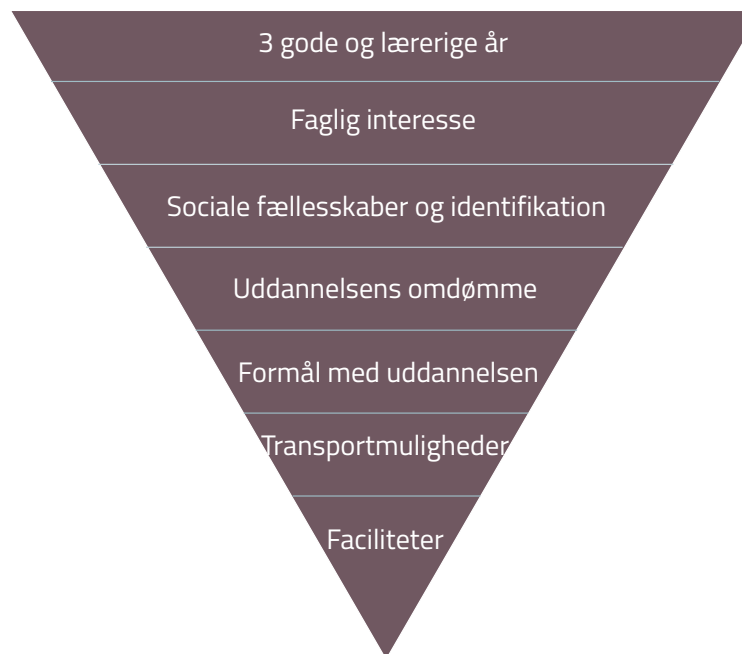 3 gode og lærerige år
Faglig interesse
Sociale fællesskaber og identifikation
Uddannelsens omdømme
Formål med uddannelsen
Transportmuligheder
Faciliteter